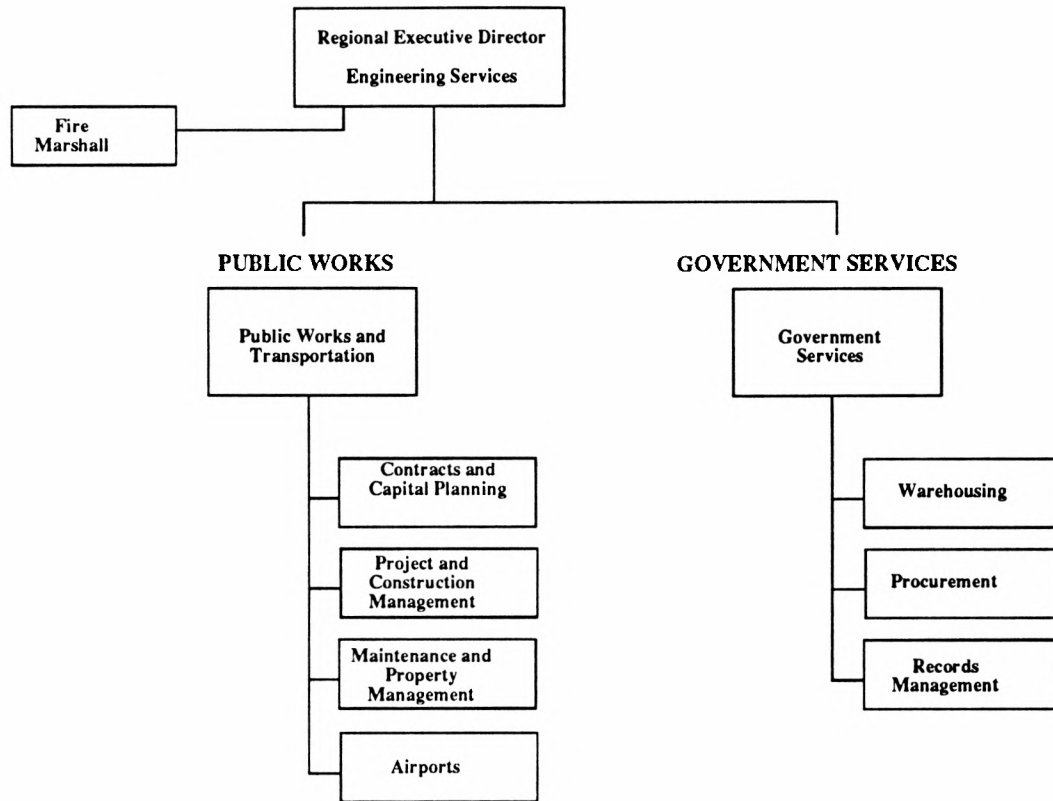 Regional Executive Director
Engineering Services
Fire
Marshall
PUBLIC WORKS
Public Works and
Transportation
Contracts and
Capital Planning
Project and
Construction
Management
Maintenance and
Property
Management
Airports
GOVERNMENT SERVICES
Government
Services
Warehousing
Procurement
Records
Management